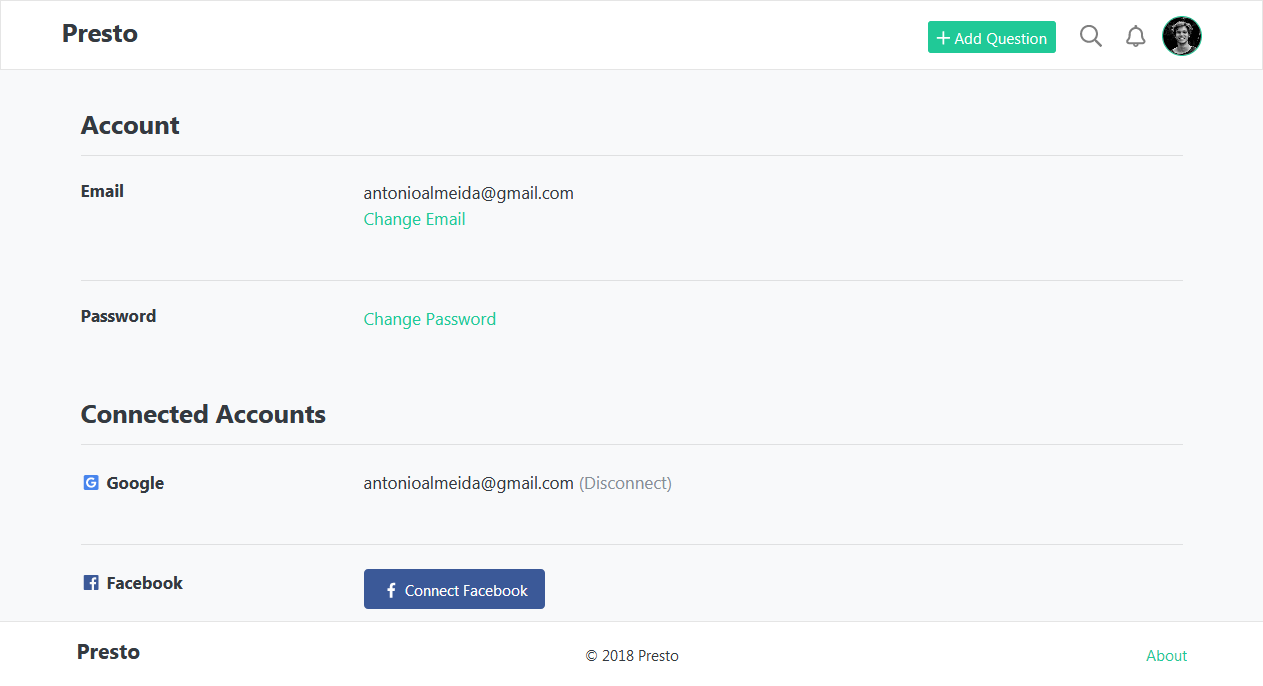 Presto
+ Add Question
Account
Email
antonioalmeida@gmail.com
Change Email
Password
Change Password
Connected Accounts
Google
antonioalmeida@gmail.com (Disconnect)
Facebook
Connect Facebook
Presto
© 2018 Presto
About